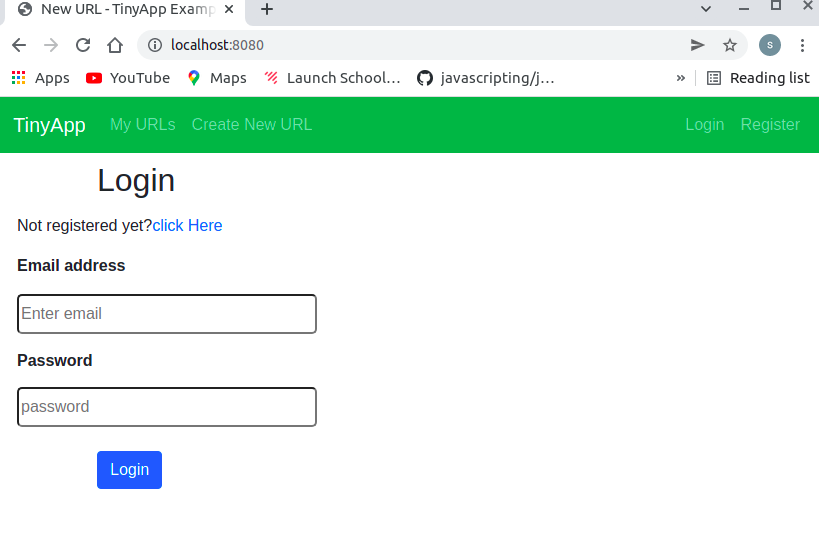 New URL - TinyApp Examp
localhost:8080
S
Apps YouTube Maps Launch School... javascripting/j... » Reading list
TinyApp My URLs Create New URL Login Register
Login
Not registered yet?click Here
Email address
Enter email
Password
password
Login